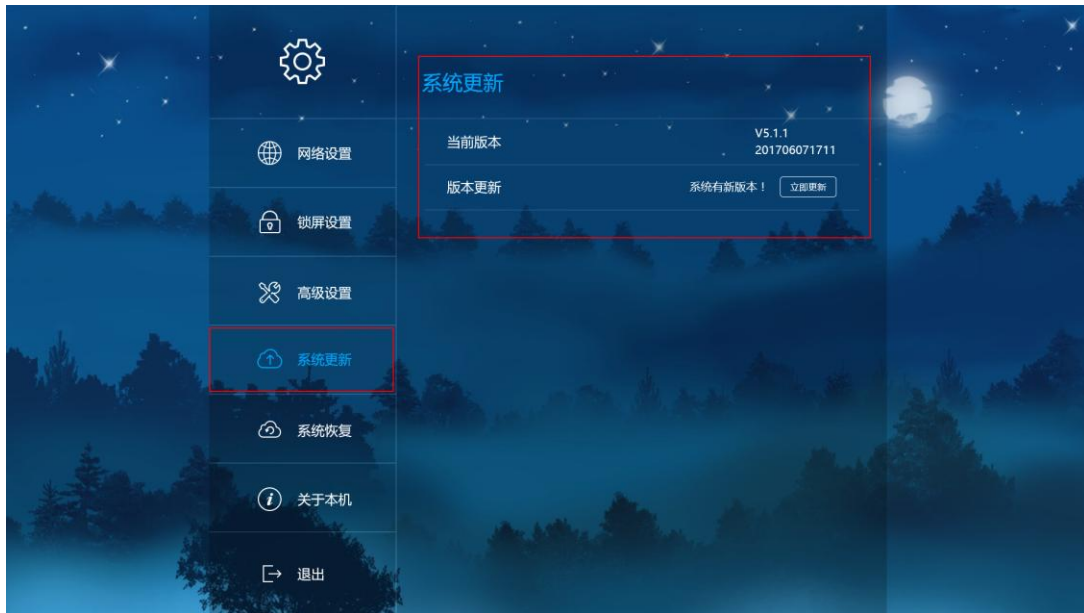 网络设置
锁屏设置
高级设置
系统更新
系统恢复
关于本机
退出
系统更新
当前版本
V5.1.1
201706071711
版本更新
系统有新版本！ 立即更新